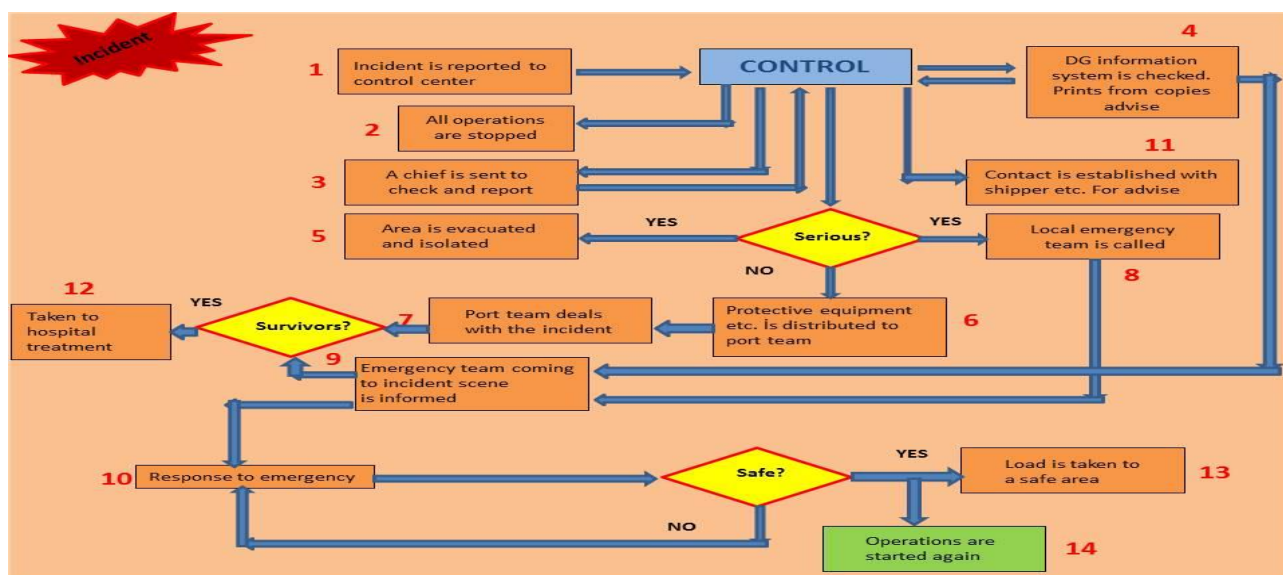 Incident
4
1
Incident is reported to
control center
CONTROL
DG information
system is checked.
Prints from copies
advise
2
All operations
are stopped
11
3
A chief is sent to
check and report
Contact is established with
shipper etc. For advise
5
Area is evacuated
and isolated
YES
Serious?
YES
Local emergency
team is called
8
NO
12
Taken to
hospital
treatment
YES
Survivors?
7
Port team deals
with the incident
Protective equipment
etc. İs distributed to
port team
6
9
Emergency team coming
to incident scene
is informed
10
Response to emergency
Safe?
YES
Load is taken to
a safe area
13
NO
Operations are
started again
14